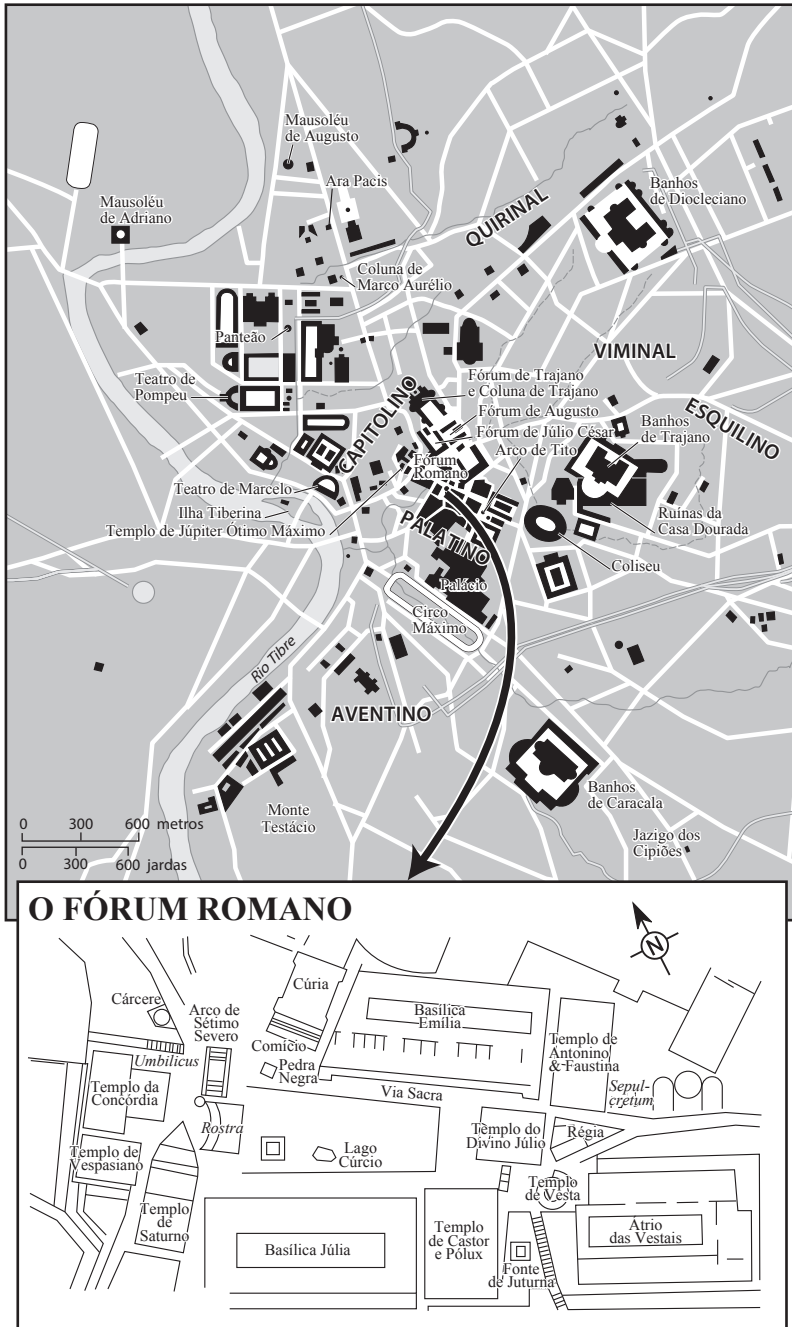 Mausoléu
de Augusto
Ara Pacis
Mausoléu
de Adriano
QUIRINAL
Banhos
de Diocleciano
Coluna de
Marco Aurélio
Panteão
VIMINAL
Teatro de
Pompeu
CAPITOLINO
Fórum de Trajano
e Coluna de Trajano
Fórum de Augusto
Fórum de Júlio César
Arco de Tito
ESQUILINO
Banhos
de Trajano
Fórum
Romano
Teatro de Marcelo
Ilha Tiberina
Templo de Júpiter Ótimo Máximo
PALATINO
Ruínas da
Casa Dourada
Coliseu
Palácio
Circo
Máximo
Rio Tibre
AVENTINO
Banhos
de Caracala
Monte
Testácio
Jazigo dos
Cipiões
0 300 600 metros
0 300 600 jardas
O FÓRUM ROMANO
N
Cárcere
Arco de
Sétimo
Severo
Cúria
Basílica
Emília
Umbilicus
Comício
Pedra
Negra
Templo de
Antonino
& Faustina
Sepul-
cretum
Templo da
Concórdia
Via Sacra
Rostra
Templo do
Divino Júlio
Régia
Templo de
Vespasiano
Lago
Cúrcio
Templo
de Vesta
Templo
de
Saturno
Basílica Júlia
Templo
de Castor
e Pólux
Fonte
de Juturna
Átrio
das Vestais